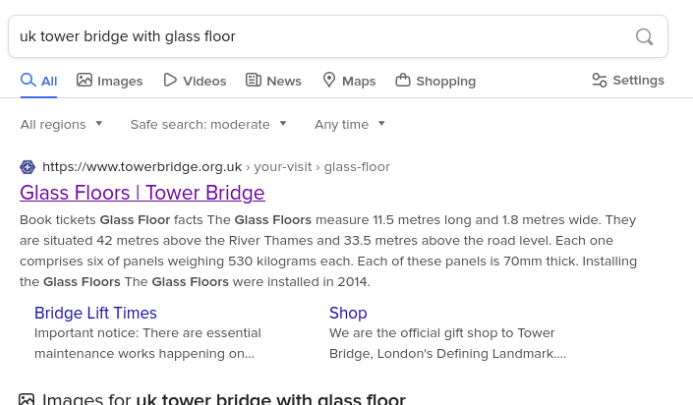 uk tower bridge with glass floor
All Images Videos News Maps Shopping Settings
All regions Safe search: moderate Any time
https://www.towerbridge.org.uk › your-visit › glass-floor
Glass Floors | Tower Bridge
Book tickets Glass Floor facts The Glass Floors measure 11.5 metres long and 1.8 metres wide. They
are situated 42 metres above the River Thames and 33.5 metres above the road level. Each one
comprises six of panels weighing 530 kilograms each. Each of these panels is 70mm thick. Installing
the Glass Floors The Glass Floors were installed in 2014.
Bridge Lift Times
Important notice: There are essential
maintenance works happening on...
Shop
We are the official gift shop to Tower
Bridge, London's Defining Landmark....
Images for uk tower bridge with glass floor